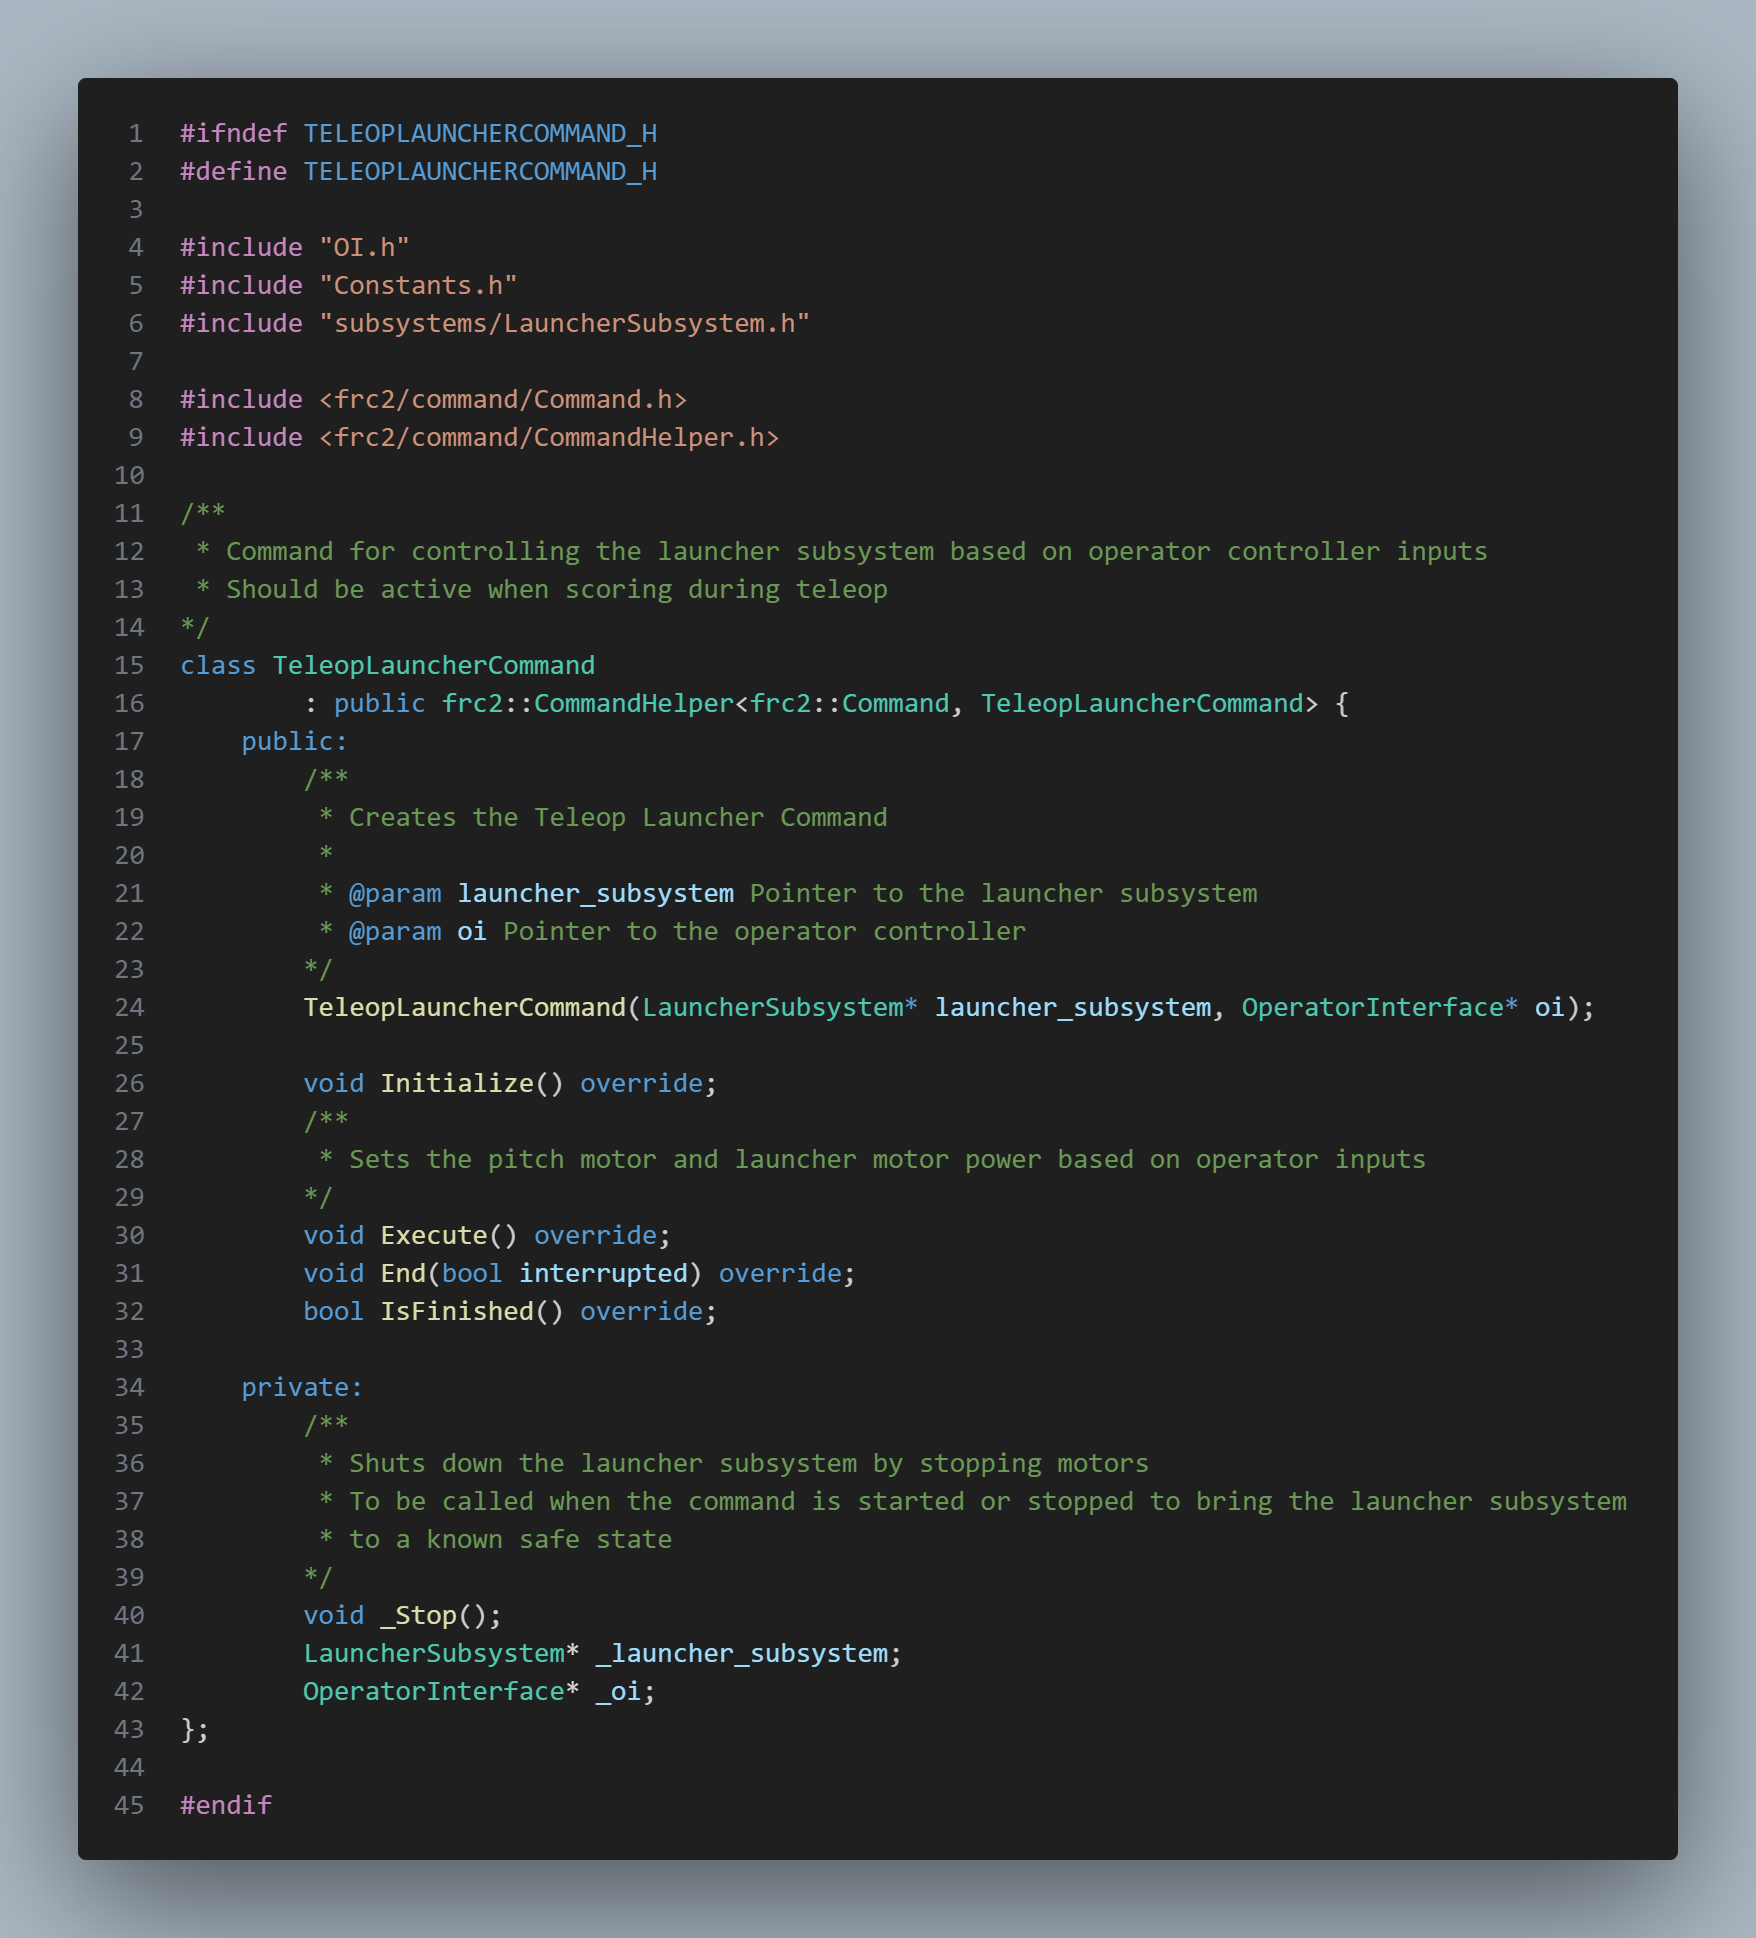 1 #ifndef TELEOPLAUNCHERCOMMAND_H
2 #define TELEOPLAUNCHERCOMMAND_H
3
4 #include "OI.h"
5 #include "Constants.h"
6 #include "subsystems/LauncherSubsystem.h"
7
8 #include <frc2/command/Command.h>
9 #include <frc2/command/CommandHelper.h>
10
11 /**
12  * Command for controlling the launcher subsystem based on operator controller inputs
13  * Should be active when scoring during teleop
14 */
15 class TeleopLauncherCommand
16         : public frc2::CommandHelper<frc2::Command, TeleopLauncherCommand> {
17     public:
18         /**
19          * Creates the Teleop Launcher Command
20          *
21          * @param launcher_subsystem Pointer to the launcher subsystem
22          * @param oi Pointer to the operator controller
23         */
24         TeleopLauncherCommand(LauncherSubsystem* launcher_subsystem, OperatorInterface* oi);
25
26         void Initialize() override;
27         /**
28          * Sets the pitch motor and launcher motor power based on operator inputs
29         */
30         void Execute() override;
31         void End(bool interrupted) override;
32         bool IsFinished() override;
33
34     private:
35         /**
36          * Shuts down the launcher subsystem by stopping motors
37          * To be called when the command is started or stopped to bring the launcher subsystem
38          * to a known safe state
39         */
40         void _Stop();
41         LauncherSubsystem* _launcher_subsystem;
42         OperatorInterface* _oi;
43 };
44
45 #endif